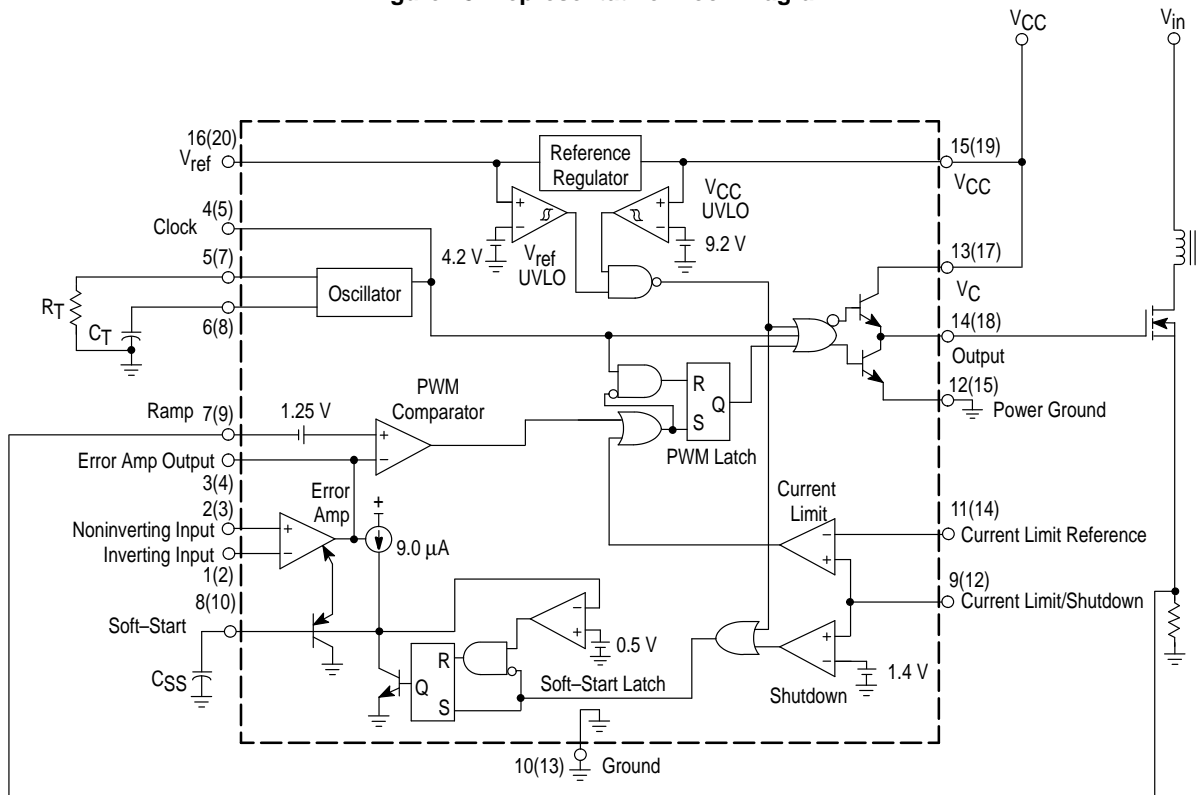 VCC
Vin
16(20)
Vref
Reference
Regulator
15(19)
VCC
VCC
UVLO
4(5)
Clock
4.2 V
Vref
UVLO
9.2 V
5(7)
13(17)
VC
RT
CT
6(8)
Oscillator
14(18)
Output
12(15)
Power Ground
PWM
Comparator
R
Q
S
PWM Latch
Ramp 7(9)
1.25 V
+
−
Error Amp Output
3(4)
Error
Amp
+
9.0 µA
Current
Limit
11(14)
Current Limit Reference
2(3)
Noninverting Input
Inverting Input
1(2)
9(12)
Current Limit/Shutdown
8(10)
Soft–Start
CSS
0.5 V
R
Q
S
Soft–Start Latch
1.4 V
Shutdown
10(13)
Ground